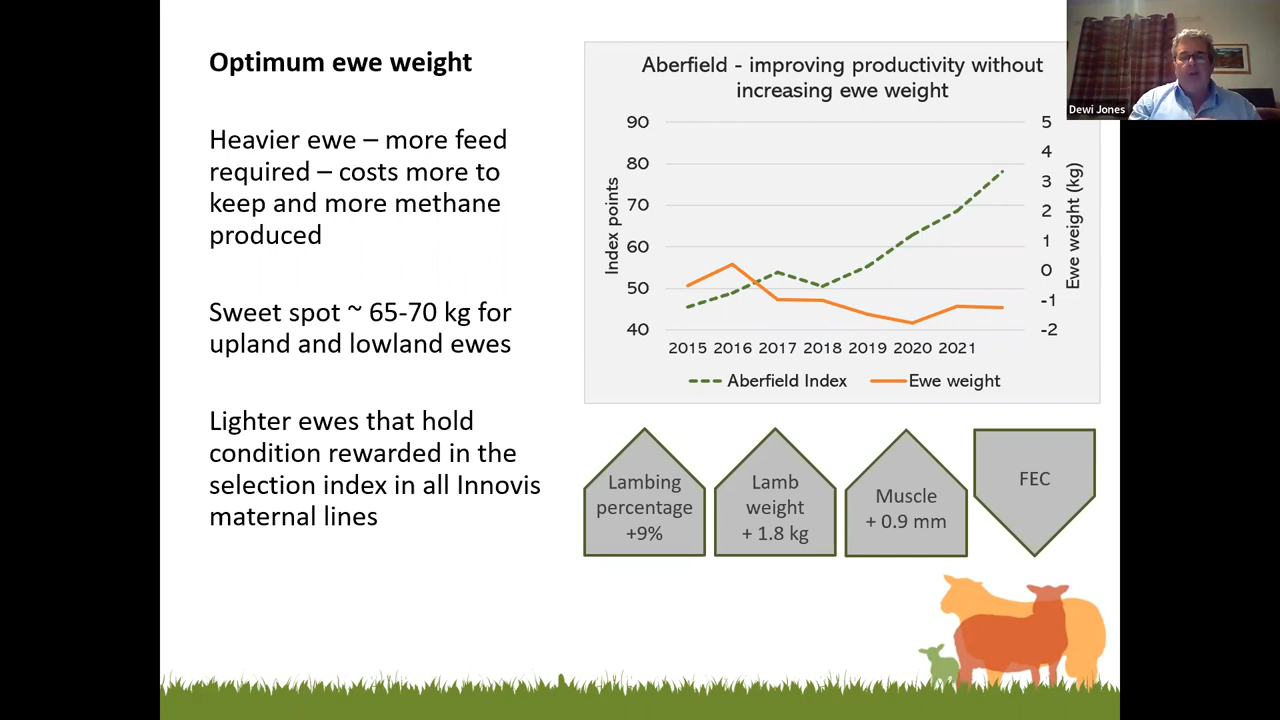 Optimum ewe weight
Heavier ewe – more feed
required – costs more to
keep and more methane
produced
Sweet spot ~ 65-70 kg for
upland and lowland ewes
Lighter ewes that hold
condition rewarded in the
selection index in all Innovis
maternal lines
Aberfield - improving productivity without
increasing ewe weight
Index points
90
80
70
60
50
40
5
4
3
2
1
0
-1
-2
Ewe weight (kg)
2015 2016 2017 2018 2019 2020 2021
Aberfield Index Ewe weight
Lambing
percentage
+9%
Lamb
weight
+ 1.8 kg
Muscle
+ 0.9 mm
FEC
Dewi Jones